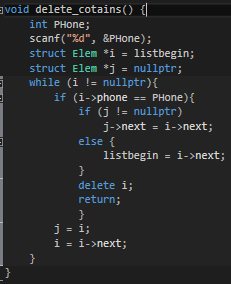 void delete_cotains() {
int PHone;
scanf("%d", &PHone);
struct Elem *i = listbegin;
struct Elem *j = nullptr;
while (i != nullptr){
if (i->phone == PHone){
if (j != nullptr)
j->next = i->next;
else {
listbegin = i->next;
}
delete i;
return;
}
j = i;
i = i->next;
}
}